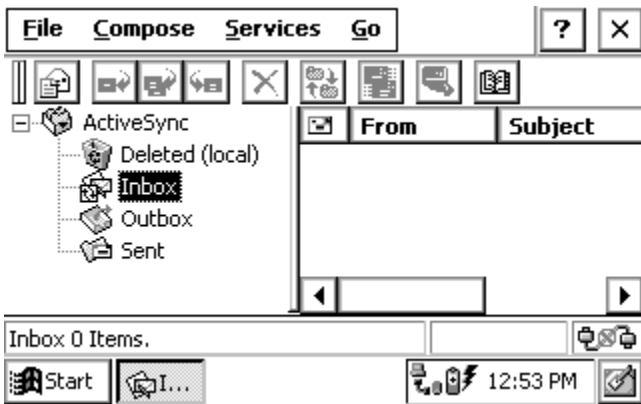 File Compose Services Go ? ×
ActiveSync From Subject
Deleted (local)
Inbox
Outbox
Sent
Inbox 0 Items.
Start I... 12:53 PM